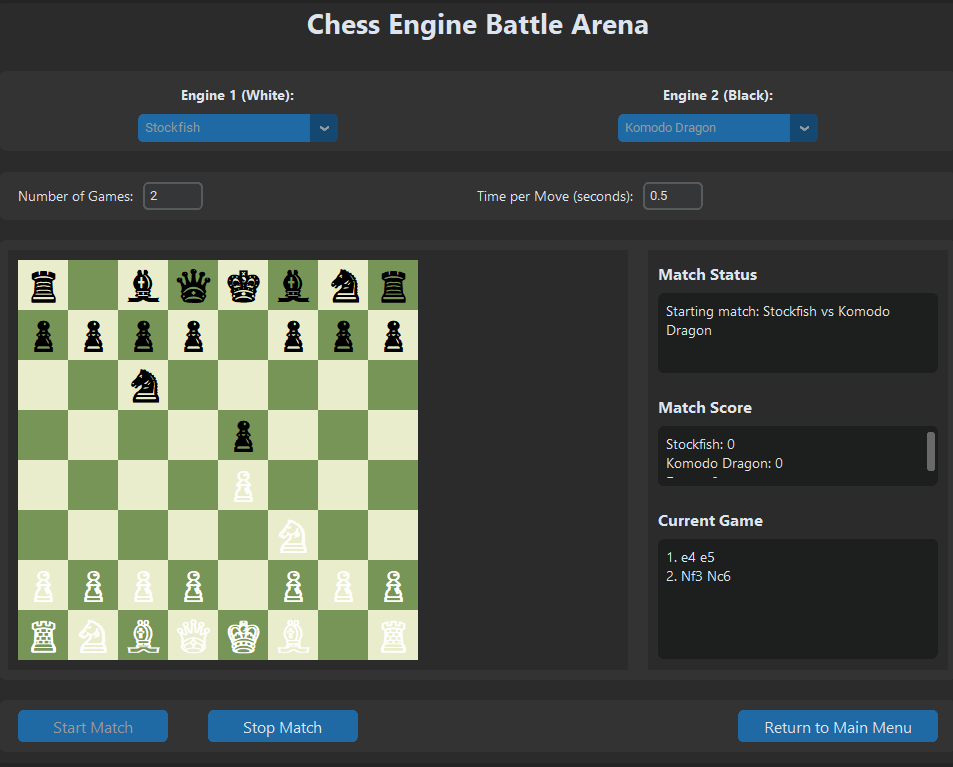 Chess Engine Battle Arena
Engine 1 (White):
Engine 2 (Black):
Stockfish
Komodo Dragon
Number of Games:
2
Time per Move (seconds):
0.5
Match Status
Starting match: Stockfish vs Komodo
Dragon
Match Score
Stockfish: 0
Komodo Dragon: 0
Current Game
1. e4 e5
2. Nf3 Nc6
Start Match
Stop Match
Return to Main Menu